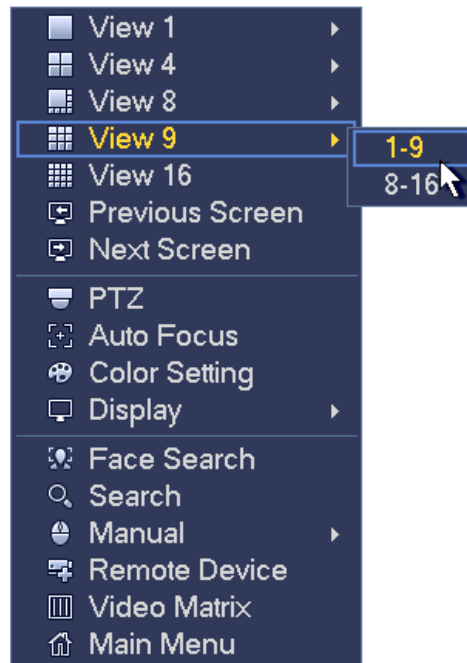 View 1
View 4
View 8
View 9
1-9
View 16
8-16
Previous Screen
Next Screen
PTZ
Auto Focus
Color Setting
Display
Face Search
Search
Manual
Remote Device
Video Matrix
Main Menu